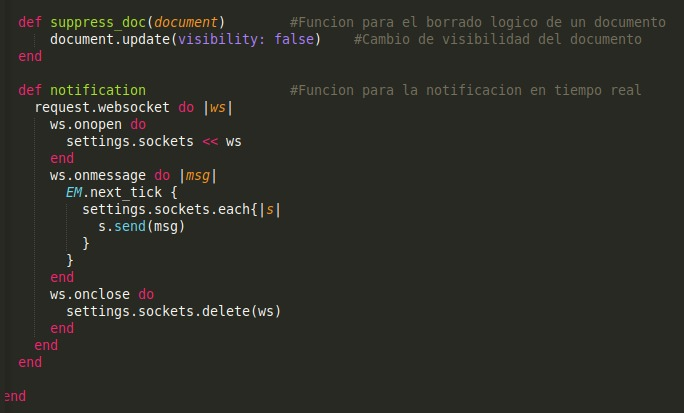 def suppress_doc(document)        #Funcion para el borrado logico de un documento
    document.update(visibility: false)    #Cambio de visibilidad del documento
end
def notification                  #Funcion para la notificacion en tiempo real
  request.websocket do |ws|
    ws.onopen do
      settings.sockets << ws
    end
    ws.onmessage do |msg|
      EM.next_tick {
        settings.sockets.each{|s|
          s.send(msg)
        }
      }
    end
    ws.onclose do
      settings.sockets.delete(ws)
    end
  end
end
end